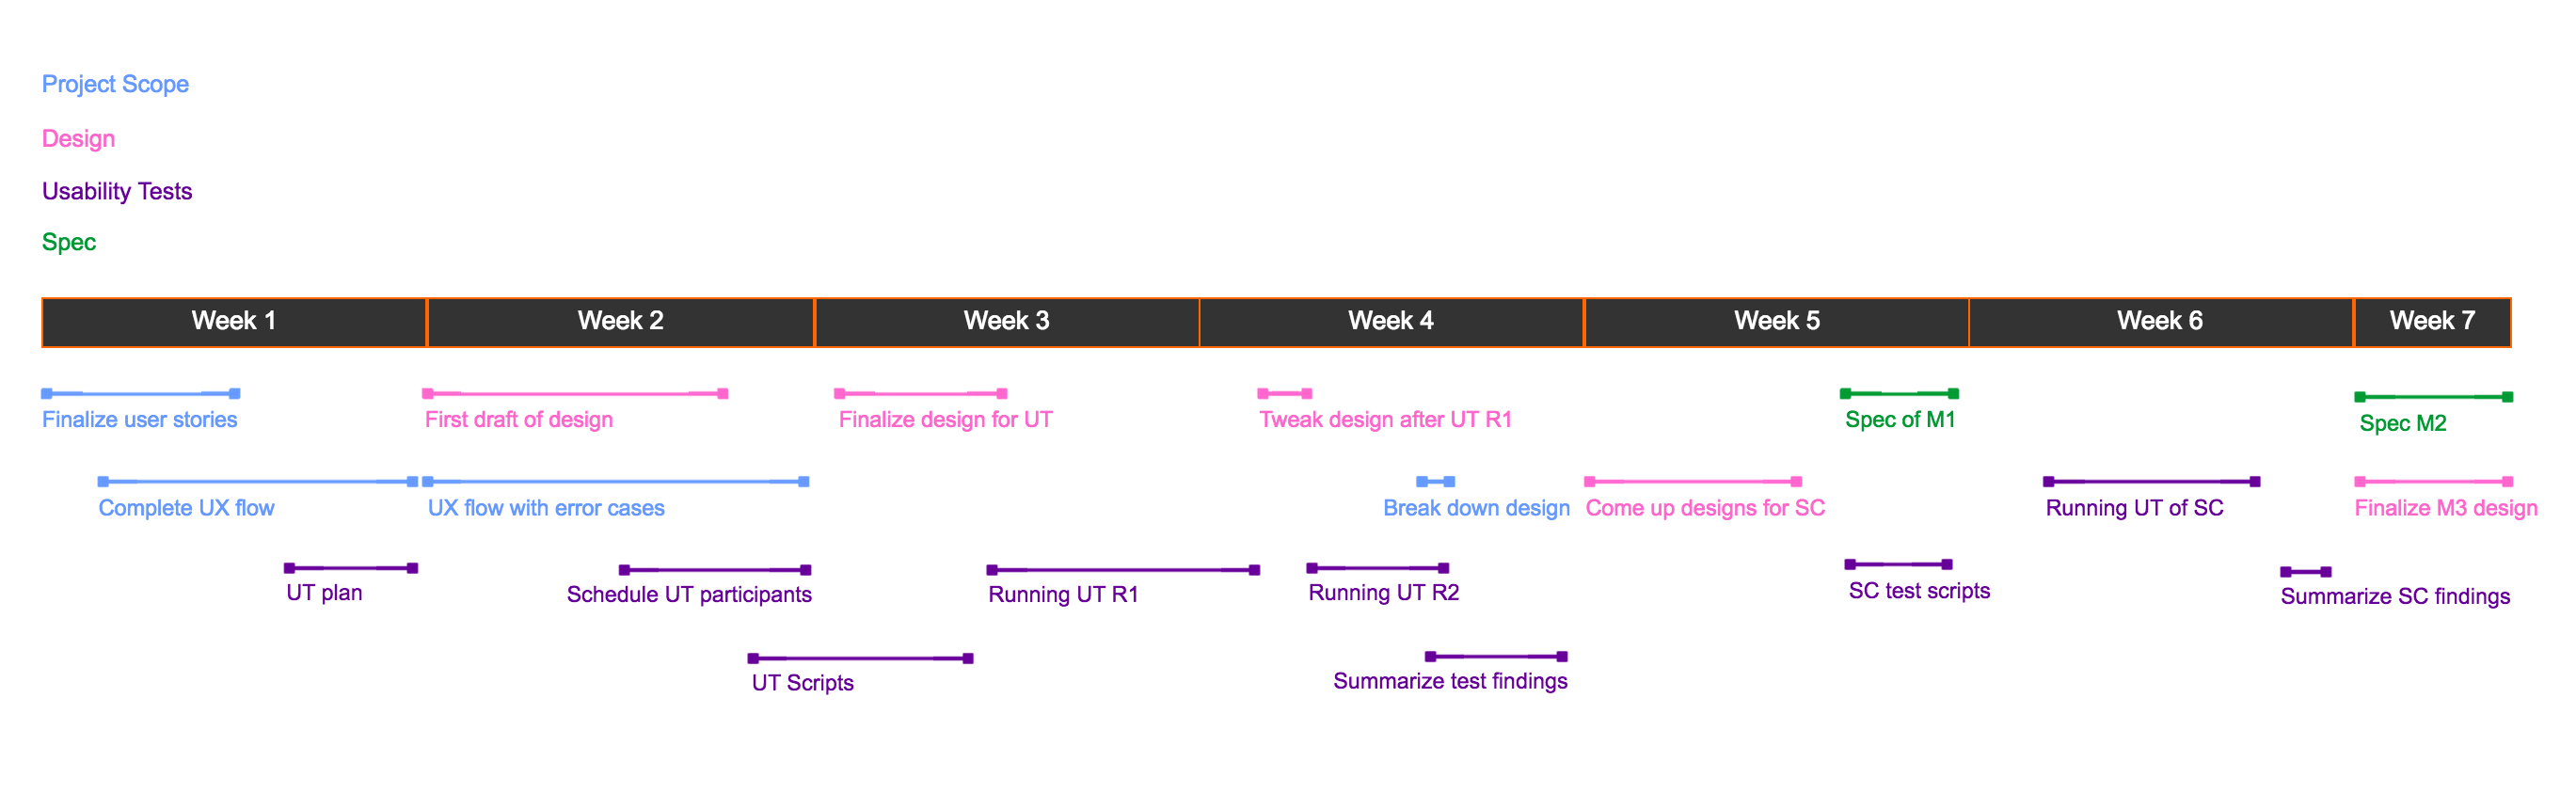 Project Scope
Design
Usability Tests
Spec
Week 1
Week 2
Week 3
Week 4
Week 5
Week 6
Week 7
Finalize user stories
First draft of design
Finalize design for UT
Tweak design after UT R1
Spec of M1
Spec M2
Complete UX flow
UX flow with error cases
Break down design
Come up designs for SC
Running UT of SC
Finalize M3 design
UT plan
Schedule UT participants
Running UT R1
Running UT R2
SC test scripts
Summarize SC findings
UT Scripts
Summarize test findings